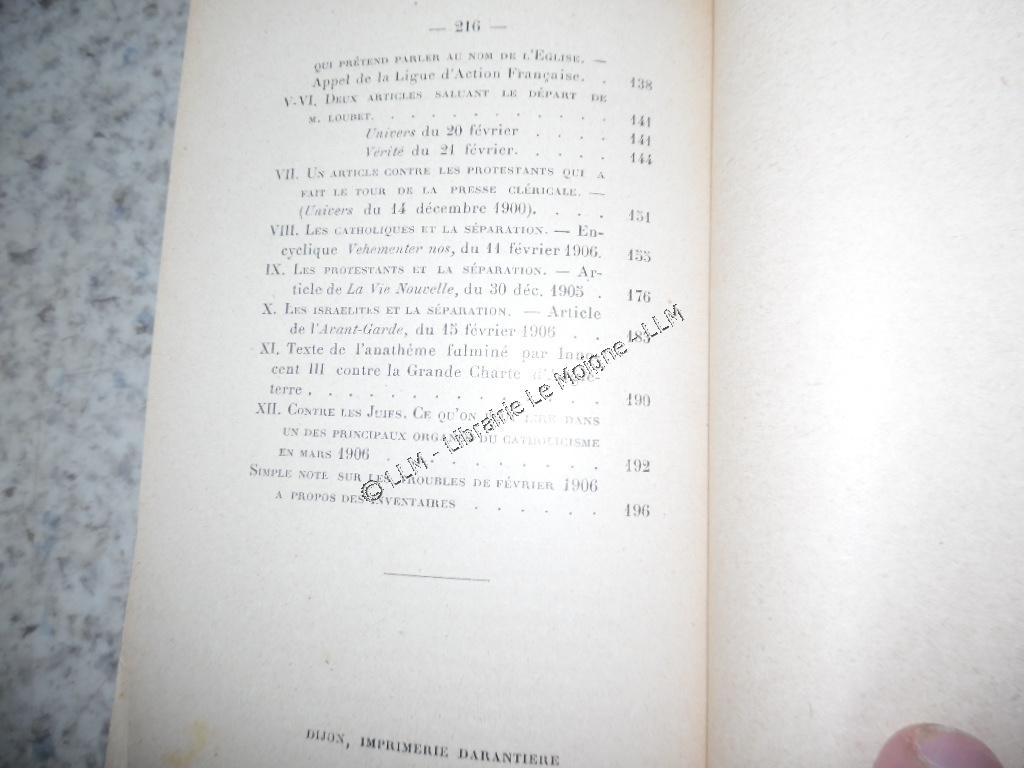 — 216 —
QUI PRÉTEND PARLER AU NOM DE L'EGLISE. —
Appel de la Ligue d'Action Française. . 138
V-VI. DEUX ARTICLES SALUANT LE DÉPART DE
M. LOUBET. . . . . . . . . . . . 141
Univers du 20 février . . . . 141
Vérité du 21 février. . . . . 144
VII. UN ARTICLE CONTRE LES PROTESTANTS QUI A
FAIT LE TOUR DE LA PRESSE CLÉRICALE. —
(Univers du 14 décembre 1900). . . . 151
VIII. LES CATHOLIQUES ET LA SÉPARATION. — En-
cyclique Vehementer nos, du 11 février 1906. 155
IX. LES PROTESTANTS ET LA SÉPARATION. — Ar-
ticle de La Vie Nouvelle, du 30 déc. 1905 . 176
X. LES ISRAELITES ET LA SÉPARATION. — Article
de l'Avant-Garde, du 15 février 1906 . . 183
XI. Texte de l'anathème fulminé par Inno-
cent III contre la Grande Charte
terre . . . . . . . . . . . . . 190
XII. CONTRE LES JUIFS. CE QU'ON DANS
UN DES PRINCIPAUX DU CATHOLICISME
EN MARS 1906 . . . . . . . . . 192
SIMPLE NOTE SUR LES TROUBLES DE FÉVRIER 1906
A PROPOS DES INVENTAIRES . . . . . . 196
© LLM - Librairie Le Moigne - LLM
DIJON, IMPRIMERIE DARANTIERE